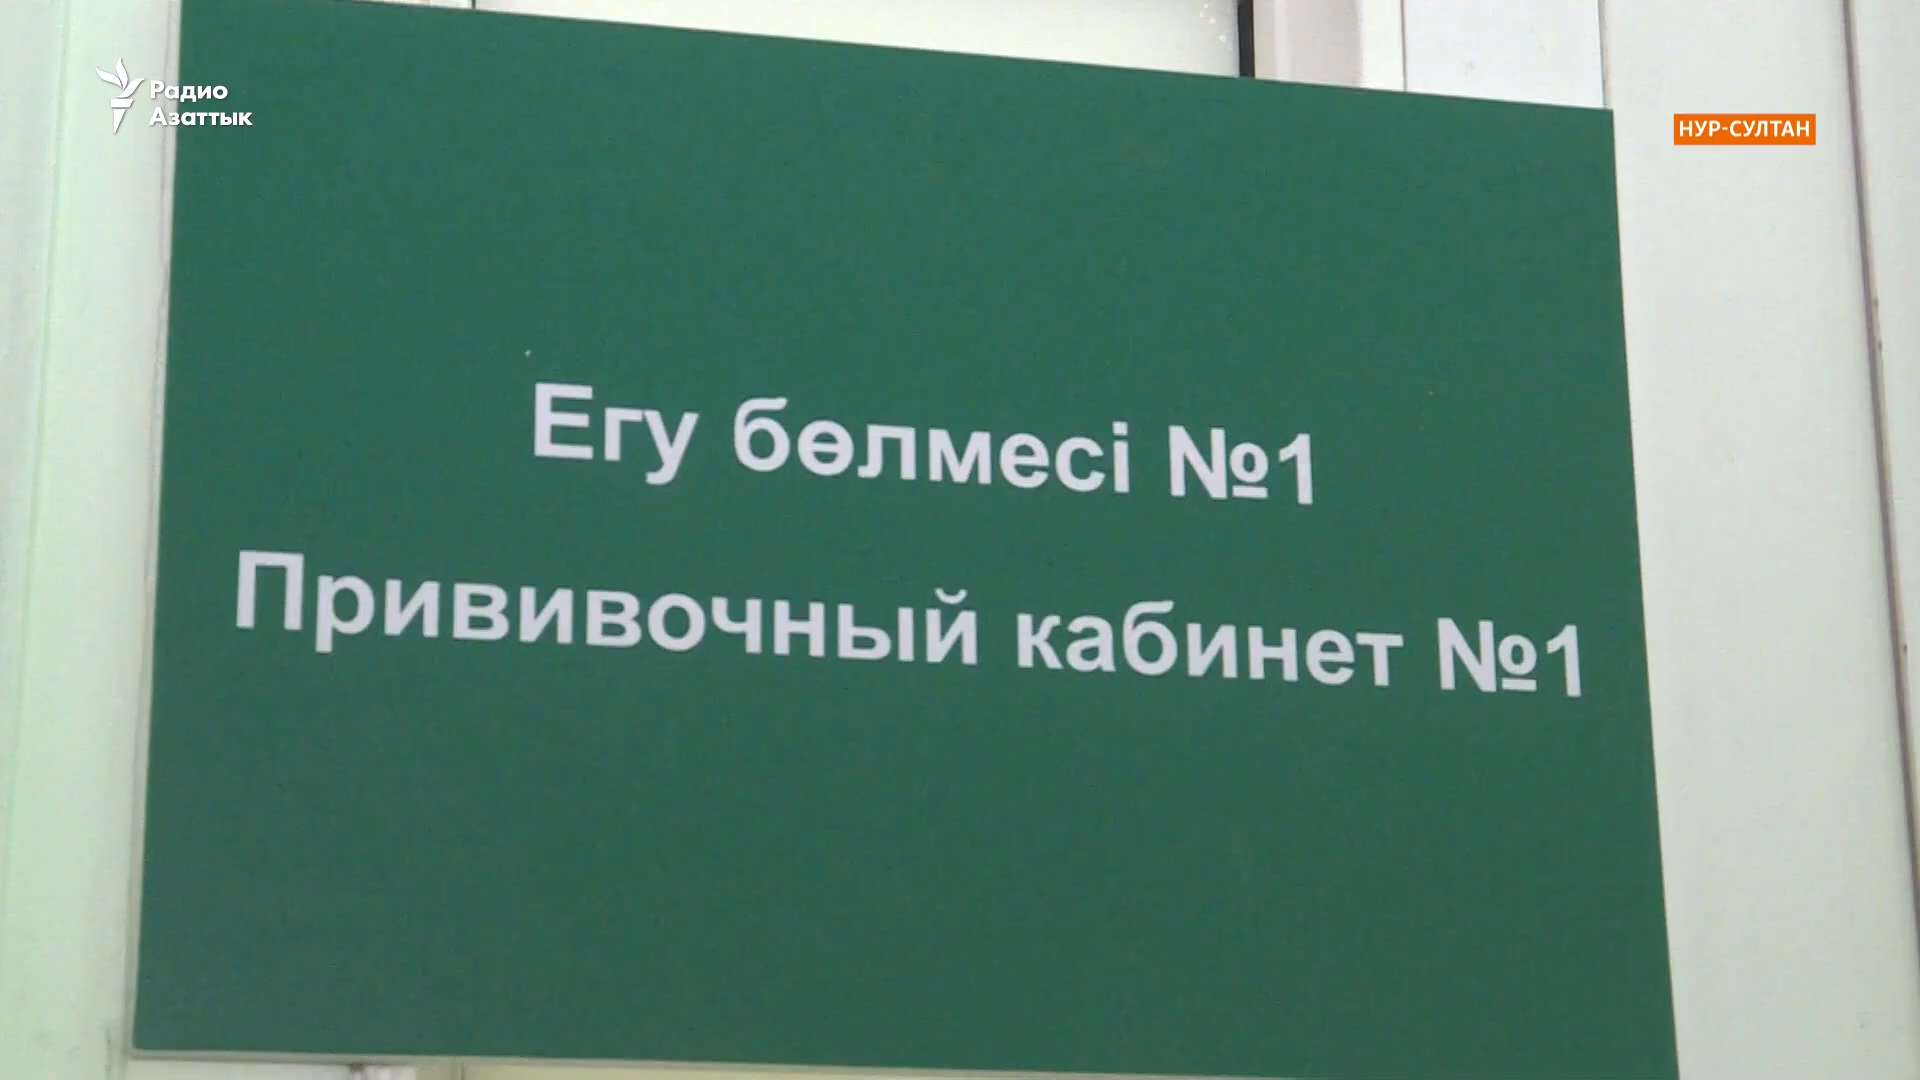 Радио
Азаттык
НУР-СУЛТАН
Егу бөлмесі №1
Прививочный кабинет №1